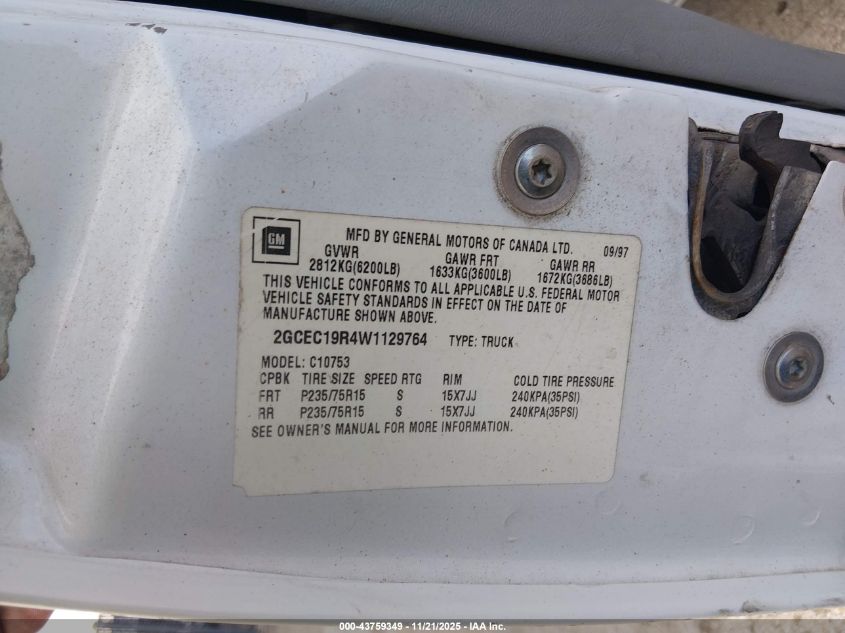 GM
MFD BY GENERAL MOTORS OF CANADA LTD. 09/97
GVWR GAWR FRT GAWR RR
2812KG(6200LB) 1633KG(3600LB) 1672KG(3686LB)
THIS VEHICLE CONFORMS TO ALL APPLICABLE U.S. FEDERAL MOTOR
VEHICLE SAFETY STANDARDS IN EFFECT ON THE DATE OF
MANUFACTURE SHOWN ABOVE.
2GCEC19R4W1129764 TYPE: TRUCK
MODEL: C10753
CPBK TIRE SIZE SPEED RTG RIM COLD TIRE PRESSURE
FRT P235/75R15 S 15X7JJ 240KPA(35PSI)
RR P235/75R15 S 15X7JJ 240KPA(35PSI)
SEE OWNER'S MANUAL FOR MORE INFORMATION.
000-43759349 - 11/21/2025 - IAA Inc.